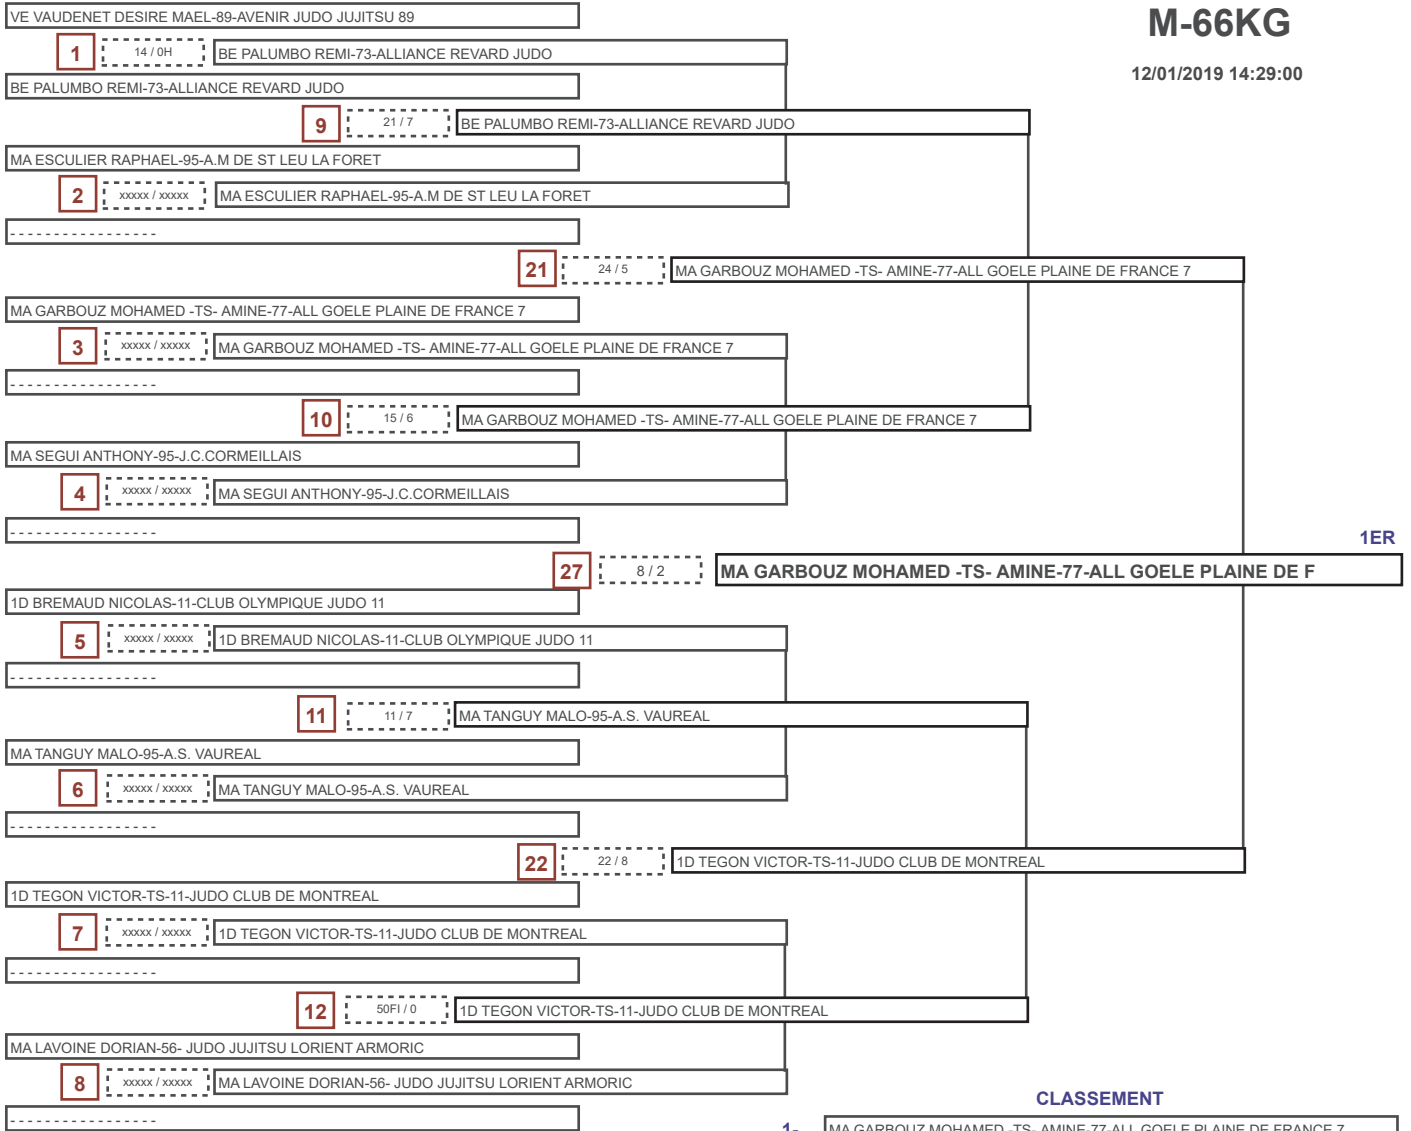 VE VAUDENET DESIRE MAEL-89-AVENIR JUDO JUJITSU 89
M-66KG
1
14 / 0H
BE PALUMBO REMI-73-ALLIANCE REVARD JUDO
12/01/2019 14:29:00
BE PALUMBO REMI-73-ALLIANCE REVARD JUDO
9
21 / 7
BE PALUMBO REMI-73-ALLIANCE REVARD JUDO
MA ESCULIER RAPHAEL-95-A.M DE ST LEU LA FORET
2
xxxxx / xxxxx
MA ESCULIER RAPHAEL-95-A.M DE ST LEU LA FORET
- - - - - - - - - - - - - - - - -
21
24 / 5
MA GARBOUZ MOHAMED -TS- AMINE-77-ALL GOELE PLAINE DE FRANCE 7
MA GARBOUZ MOHAMED -TS- AMINE-77-ALL GOELE PLAINE DE FRANCE 7
3
xxxxx / xxxxx
MA GARBOUZ MOHAMED -TS- AMINE-77-ALL GOELE PLAINE DE FRANCE 7
- - - - - - - - - - - - - - - - -
10
15 / 6
MA GARBOUZ MOHAMED -TS- AMINE-77-ALL GOELE PLAINE DE FRANCE 7
MA SEGUI ANTHONY-95-J.C.CORMEILLAIS
4
xxxxx / xxxxx
MA SEGUI ANTHONY-95-J.C.CORMEILLAIS
- - - - - - - - - - - - - - - - -
1ER
27
8 / 2
MA GARBOUZ MOHAMED -TS- AMINE-77-ALL GOELE PLAINE DE F
1D BREMAUD NICOLAS-11-CLUB OLYMPIQUE JUDO 11
5
xxxxx / xxxxx
1D BREMAUD NICOLAS-11-CLUB OLYMPIQUE JUDO 11
- - - - - - - - - - - - - - - - -
11
11 / 7
MA TANGUY MALO-95-A.S. VAUREAL
MA TANGUY MALO-95-A.S. VAUREAL
6
xxxxx / xxxxx
MA TANGUY MALO-95-A.S. VAUREAL
- - - - - - - - - - - - - - - - -
22
22 / 8
1D TEGON VICTOR-TS-11-JUDO CLUB DE MONTREAL
1D TEGON VICTOR-TS-11-JUDO CLUB DE MONTREAL
7
xxxxx / xxxxx
1D TEGON VICTOR-TS-11-JUDO CLUB DE MONTREAL
- - - - - - - - - - - - - - - - -
12
50FI / 0
1D TEGON VICTOR-TS-11-JUDO CLUB DE MONTREAL
MA LAVOINE DORIAN-56- JUDO JUJITSU LORIENT ARMORIC
8
xxxxx / xxxxx
MA LAVOINE DORIAN-56- JUDO JUJITSU LORIENT ARMORIC
CLASSEMENT
- - - - - - - - - - - - - - - - -
1-
MA GARBOUZ MOHAMED -TS- AMINE-77-ALL GOELE PLAINE DE FRANCE 7